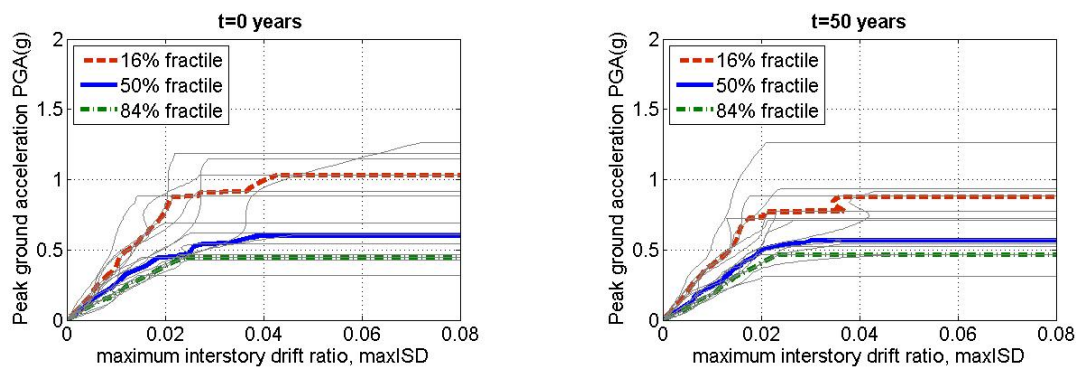 t=0 years
Peak ground acceleration PGA(g)
2
1.5
1
0.5
0
16% fractile
50% fractile
84% fractile
0 0.02 0.04 0.06 0.08
maximum interstory drift ratio, maxISD
t=50 years
Peak ground acceleration PGA(g)
2
1.5
1
0.5
0
16% fractile
50% fractile
84% fractile
0 0.02 0.04 0.06 0.08
maximum interstory drift ratio, maxISD